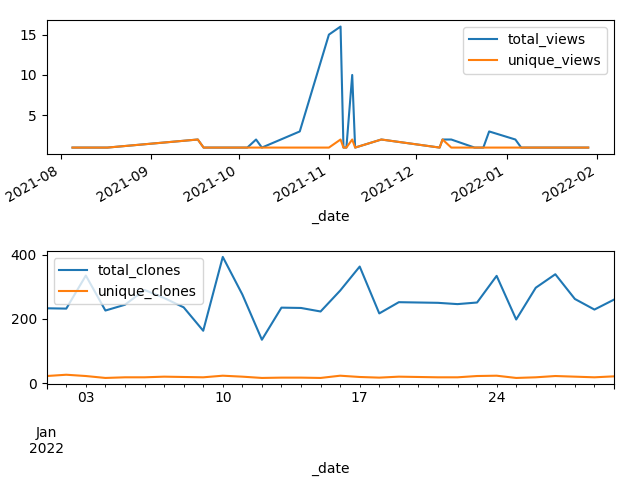 15
10
5
total_views
unique_views
2021-08
2021-09
2021-10
2021-11
2021-12
2022-01
2022-02
_date
400
200
0
total_clones
unique_clones
03
10
17
24
Jan
2022
_date